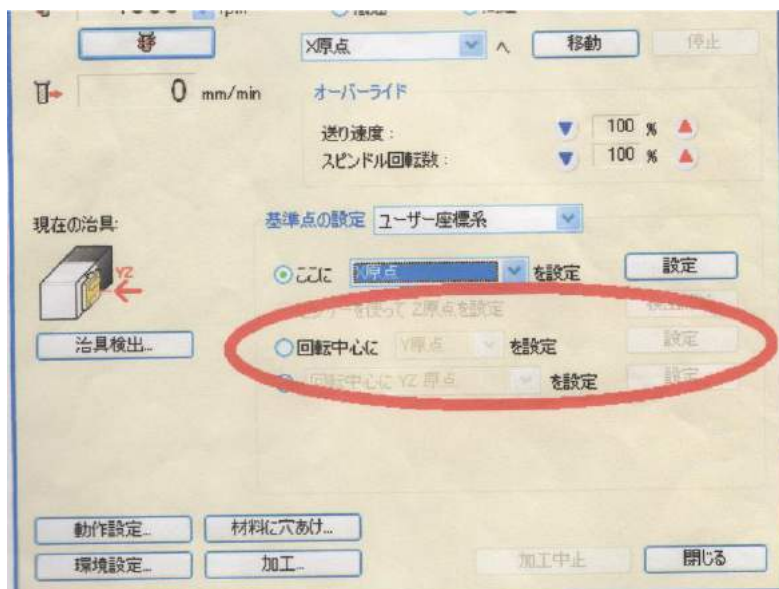 X原点 へ 移動 停止
0 mm/min
オーバーライド
送り速度: 100 %
スピンドル回転数: 100 %
現在の治具:
基準点の設定 ユーザー座標系
YZ
ここに X原点 を設定 設定
を使って Z原点を設定
治具検出...
回転中心に Y原点 を設定 設定
回転中心に YZ 原点 を設定 設定
動作設定... 材料に穴あけ...
環境設定... 加工... 加工中止 閉じる